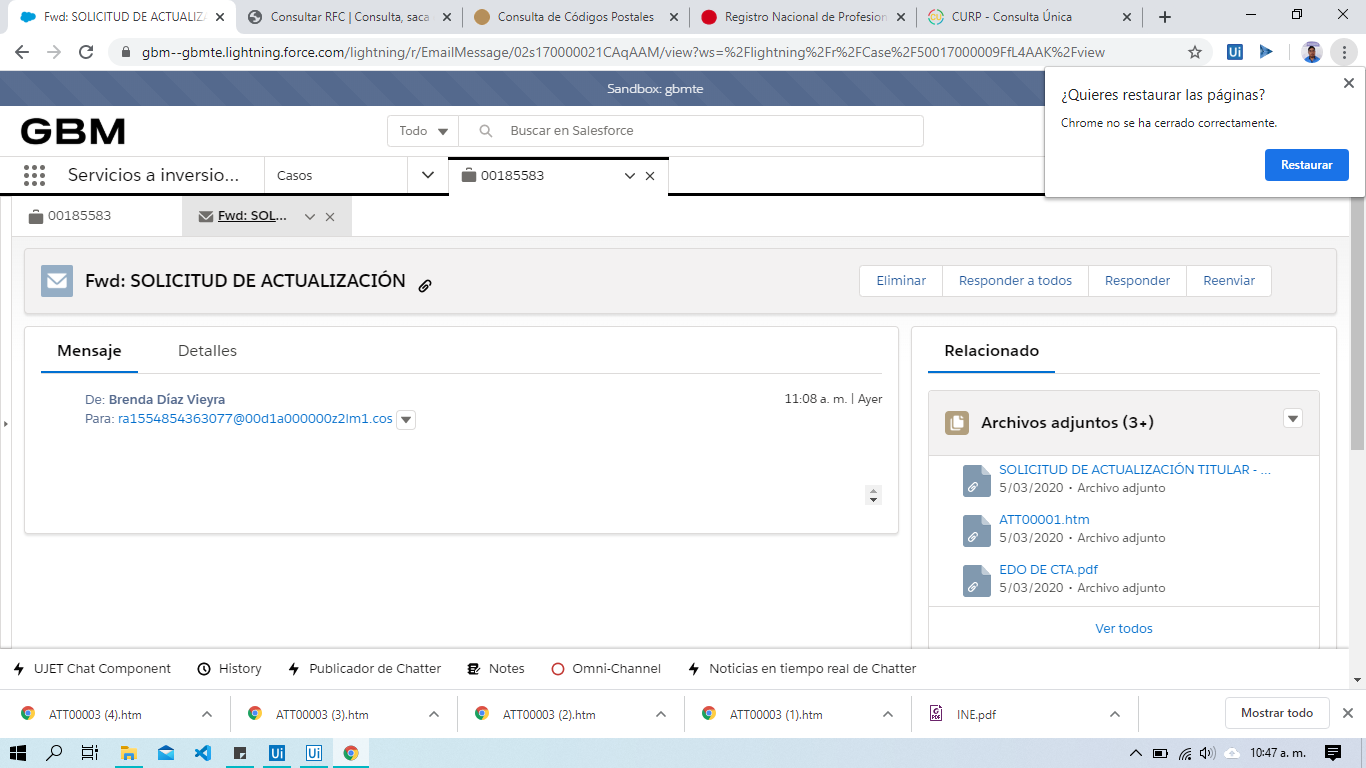 Fwd: SOLICITUD DE ACTUALIZA
Consultar RFC | Consulta, saca
Consulta de Códigos Postales
Registro Nacional de Profesion
CURP - Consulta Única
gbm--gbmte.lightning.force.com/lightning/r/EmailMessage/02s170000021CAqAAM/view?ws=%2Flightning%2Fr%2FCase%2F50017000009FfL4AAK%2Fview
Ui
Sandbox: gbmte
¿Quieres restaurar las páginas?
Chrome no se ha cerrado correctamente.
Restaurar
GBM
Todo
Buscar en Salesforce
Servicios a inversio...
Casos
00185583
00185583
Fwd: SOL...
Fwd: SOLICITUD DE ACTUALIZACIÓN
Eliminar
Responder a todos
Responder
Reenviar
Mensaje
Detalles
De: Brenda Díaz Vieyra
11:08 a. m. | Ayer
Para: ra1554854363077@00d1a000000z2lm1.cos
Relacionado
Archivos adjuntos (3+)
SOLICITUD DE ACTUALIZACIÓN TITULAR - ...
5/03/2020 • Archivo adjunto
ATT00001.htm
5/03/2020 • Archivo adjunto
EDO DE CTA.pdf
5/03/2020 • Archivo adjunto
Ver todos
UJET Chat Component
History
Publicador de Chatter
Notes
Omni-Channel
Noticias en tiempo real de Chatter
ATT00003 (4).htm
ATT00003 (3).htm
ATT00003 (2).htm
ATT00003 (1).htm
INE.pdf
Mostrar todo
Ui
Ui
10:47 a. m.